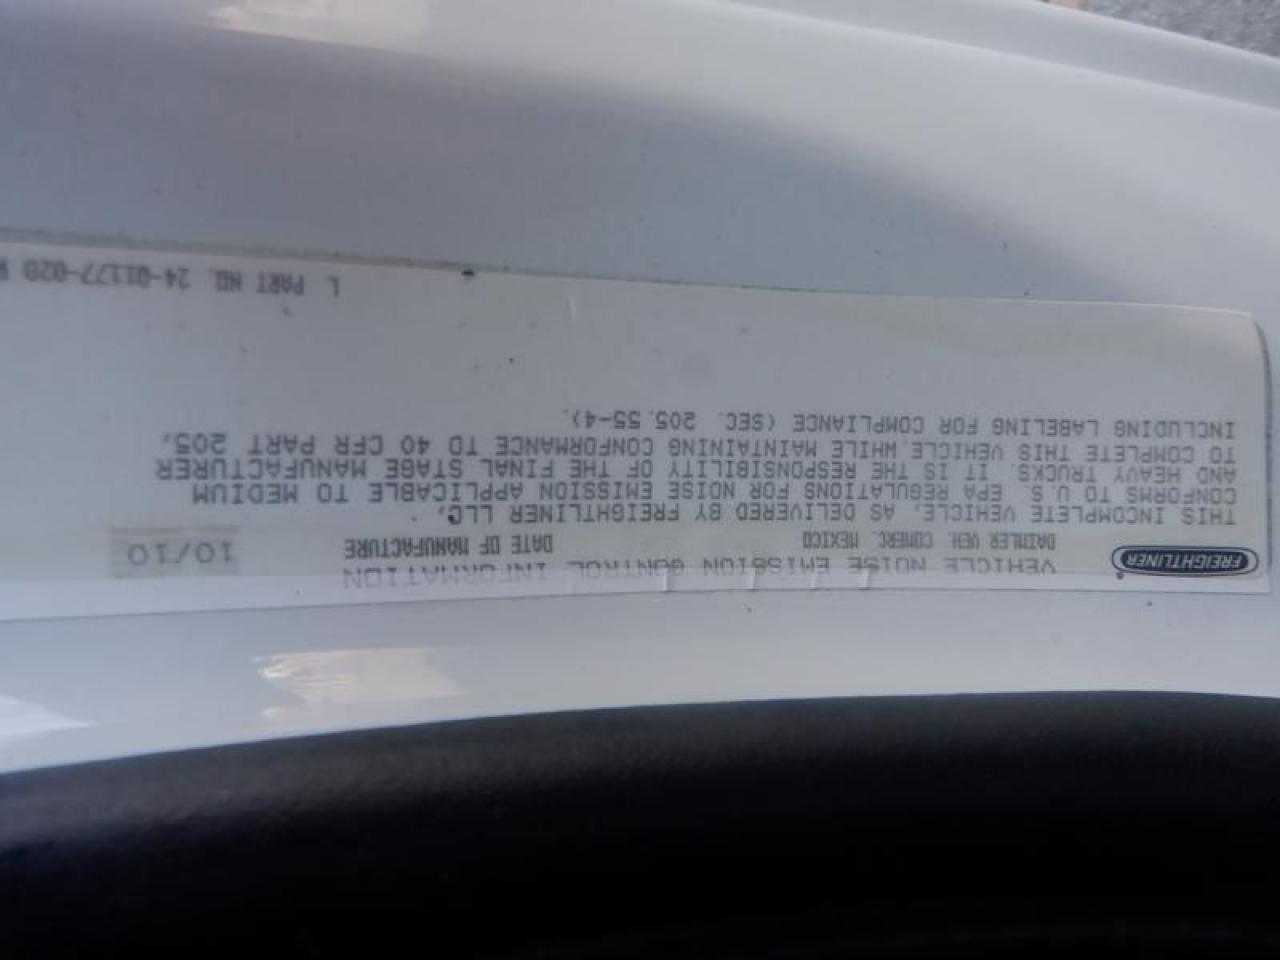 FREIGHTLINER
VEHICLE NOISE EMISSION CONTROL INFORMATION
DAIMLER VEH. COMERC. MEXICO DATE OF MANUFACTURE 10/10
THIS INCOMPLETE VEHICLE, AS DELIVERED BY FREIGHTLINER LLC,
CONFORMS TO U.S. EPA REGULATIONS FOR NOISE EMISSION APPLICABLE TO MEDIUM
AND HEAVY TRUCKS. IT IS THE RESPONSIBILITY OF THE FINAL STAGE MANUFACTURER
TO COMPLETE THIS VEHICLE WHILE MAINTAINING CONFORMANCE TO 40 CFR PART 205,
INCLUDING LABELING FOR COMPLIANCE (SEC. 205.55-4).
L PART NO. 24-01177-020